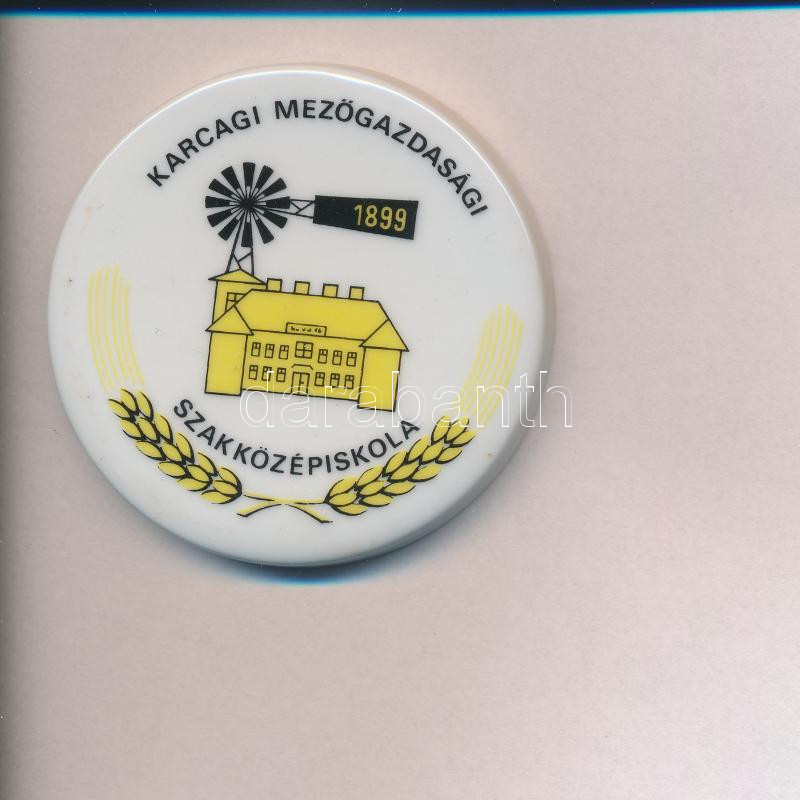 KARCAGI MEZŐGAZDASÁGI
1899
SZAKKÖZÉPISKOLA
darabanth